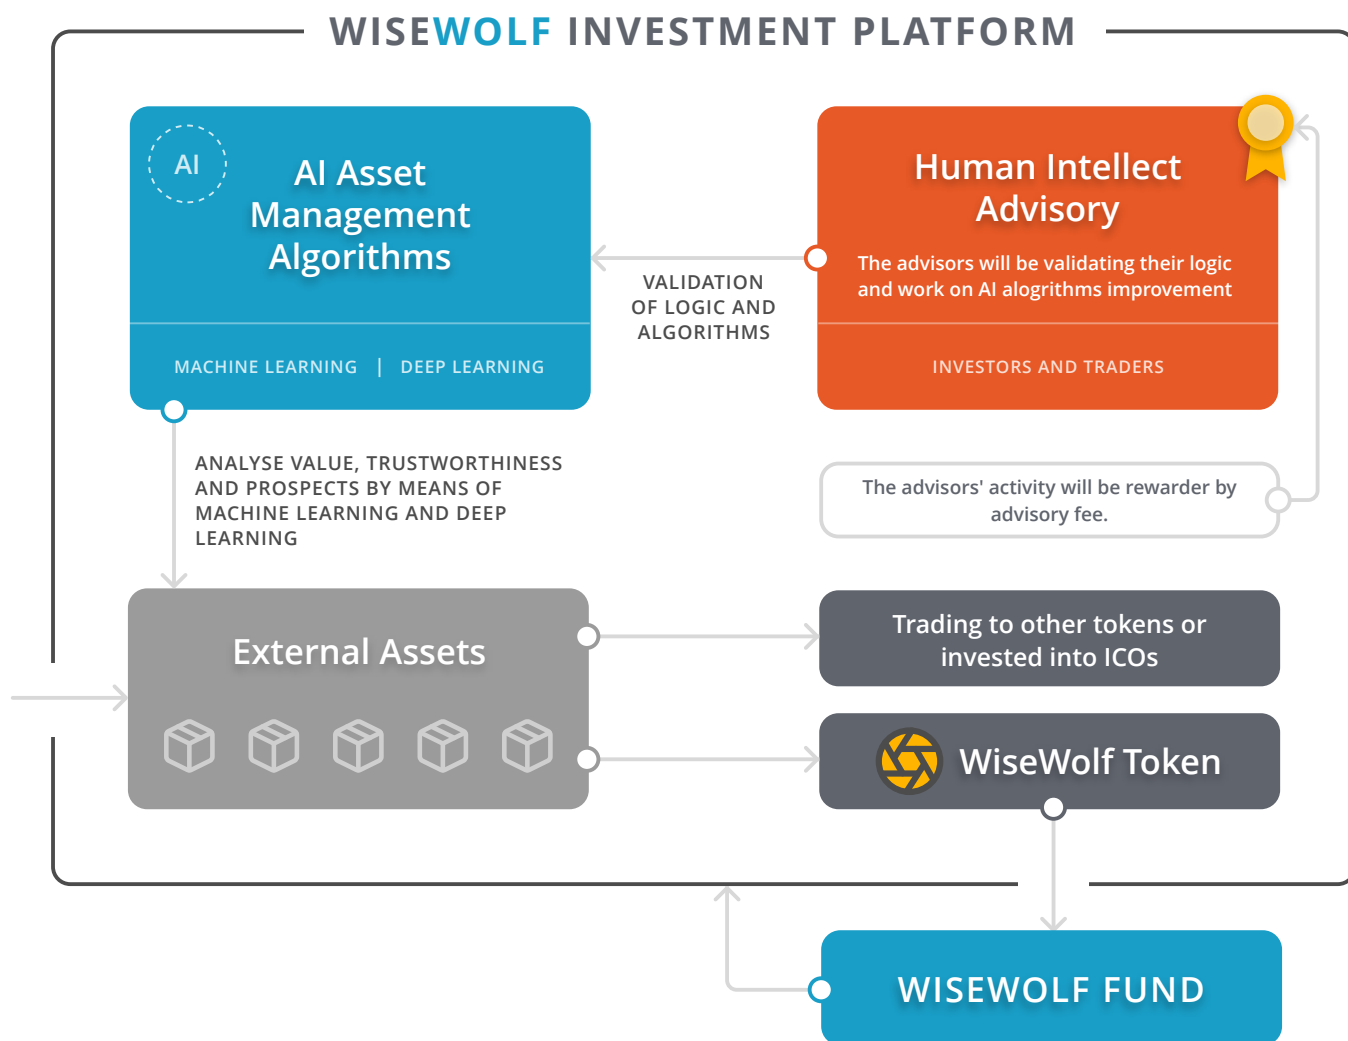 WISEWOLF INVESTMENT PLATFORM
AI
AI Asset
Management
Algorithms
MACHINE LEARNING | DEEP LEARNING
Human Intellect
Advisory
The advisors will be validating their logic
and work on AI alogrithms improvement
INVESTORS AND TRADERS
VALIDATION
OF LOGIC AND
ALGORITHMS
ANALYSE VALUE, TRUSTWORTHINESS
AND PROSPECTS BY MEANS OF
MACHINE LEARNING AND DEEP
LEARNING
The advisors' activity will be rewarder by
advisory fee.
External Assets
Trading to other tokens or
invested into ICOs
WiseWolf Token
WISEWOLF FUND